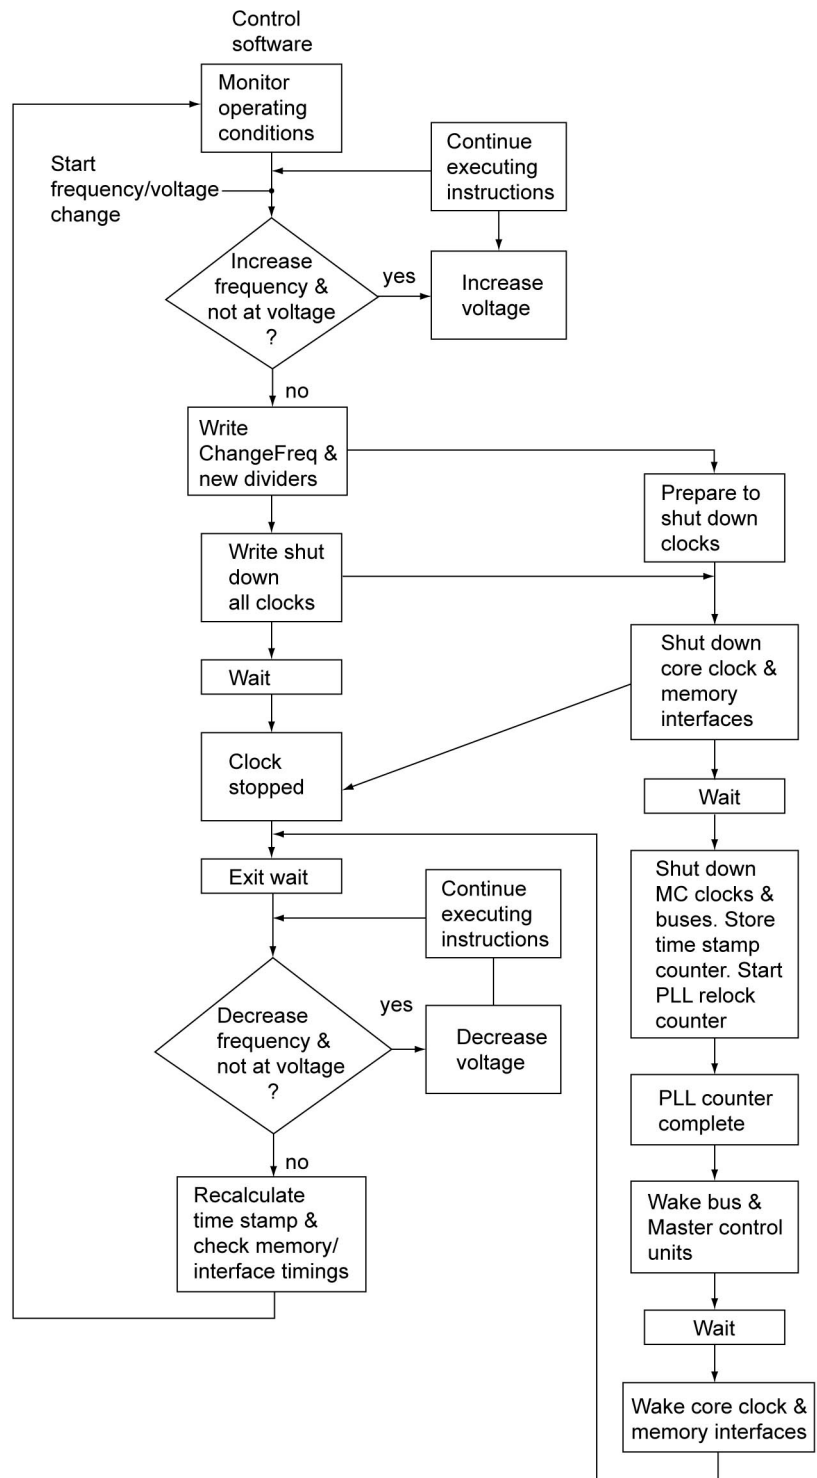 Control
software
Monitor
operating
conditions
Continue
executing
instructions
Start
frequency/voltage
change
Increase
frequency &
not at voltage
?
yes
Increase
voltage
no
Write
ChangeFreq &
new dividers
Prepare to
shut down
clocks
Write shut
down
all clocks
Shut down
core clock &
memory
interfaces
Wait
Clock
stopped
Wait
Exit wait
Shut down
MC clocks &
buses. Store
time stamp
counter. Start
PLL relock
counter
Continue
executing
instructions
Decrease
frequency &
not at voltage
?
yes
Decrease
voltage
PLL counter
complete
no
Recalculate
time stamp &
check memory/
interface timings
Wake bus &
Master control
units
Wait
Wake core clock &
memory interfaces